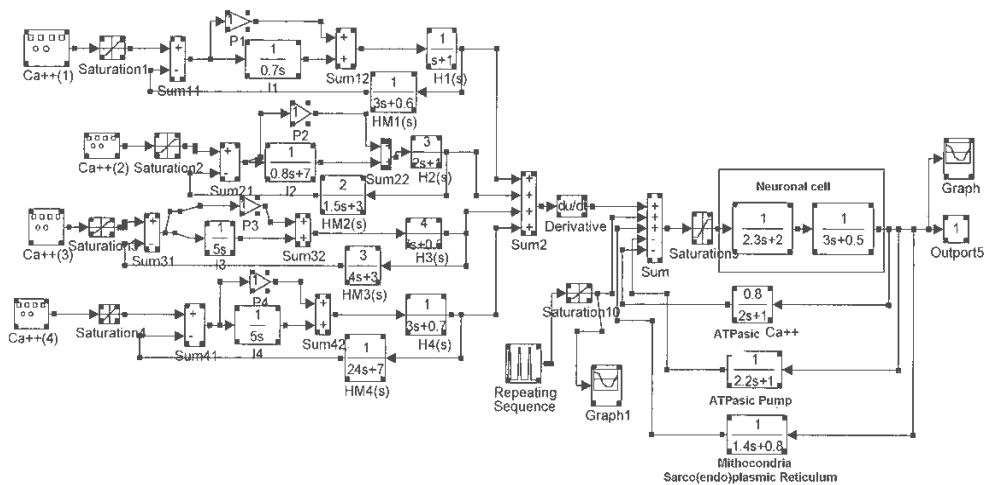 Ca++(1)
Saturation1
+
-
Sum11
1
P1
1
0.7s
I1
+
+
Sum12
1
s+1
H1(s)
1
3s+0.6
HM1(s)
Ca++(2)
Saturation2
+
-
Sum21
1
P2
1
0.8s+7
I2
+
+
Sum22
3
2s+1
H2(s)
2
1.5s+3
HM2(s)
Ca++(3)
Saturation3
+
-
Sum31
1
P3
1
5s
I3
+
+
Sum32
4
H3(s)
3
4s+3
HM3(s)
Ca++(4)
Saturation4
+
-
Sum41
1
P4
1
5s
I4
+
+
Sum42
1
3s+0.7
H4(s)
1
24s+7
HM4(s)
+
+
+
+
Sum2
du/dt
Derivative
Repeating
Sequence
Saturation10
Graph1
+
+
+
-
-
Sum
Saturation5
Neuronal cell
1
2.3s+2
1
3s+0.5
Graph
1
Outport5
0.8
2s+1
ATPasic Ca++
1
2.2s+1
ATPasic Pump
1
1.4s+0.8
Mithocondria
Sarco(endo)plasmic Reticulum